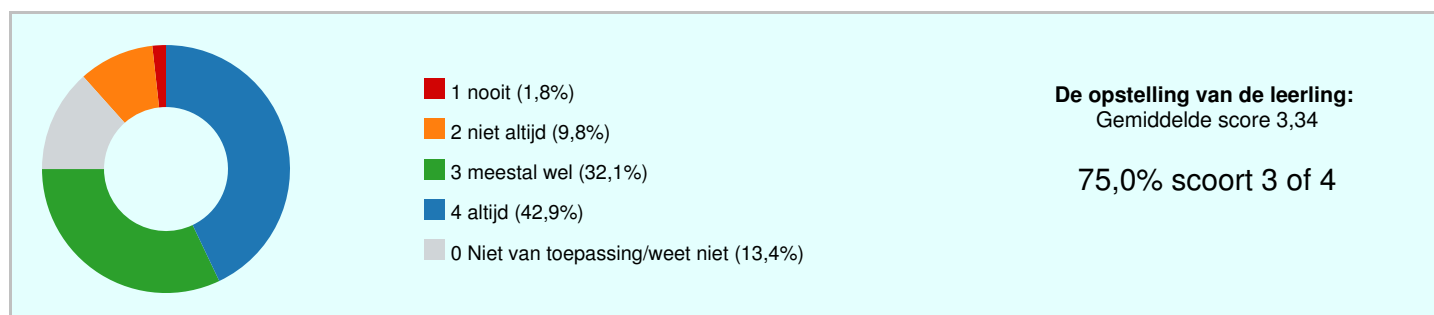 1 nooit (1,8%)
2 niet altijd (9,8%)
3 meestal wel (32,1%)
4 altijd (42,9%)
0 Niet van toepassing/weet niet (13,4%)
De opstelling van de leerling:
Gemiddelde score 3,34
75,0% scoort 3 of 4